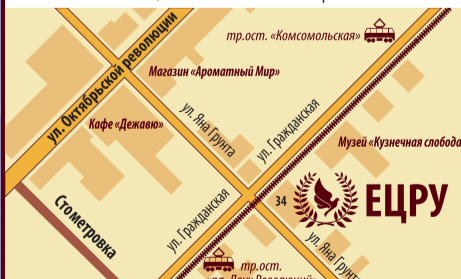 тр.ост. «Комсомольская»
ул. Октябрьской революции
Магазин «Ароматный Мир»
Кафе «Дежавю»
ул. Яна Грунта
ул. Гражданская
Музей «Кузнечная слобода
34
ЕЦРУ
Стометровка
ул. Гражданская
ул. Яна Грунта
тр.ост.